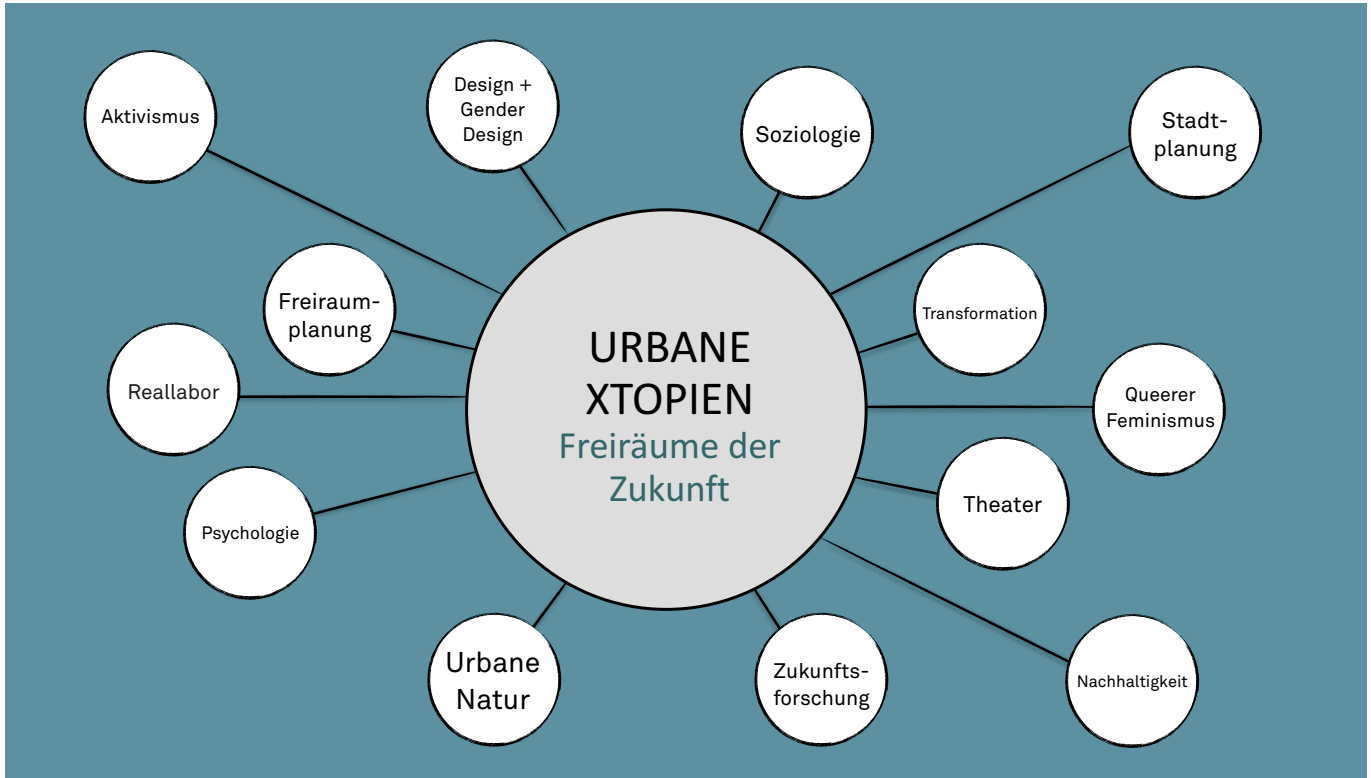 Aktivismus
Design +
Gender
Design
Soziologie
Stadt-
planung
Freiraum-
planung
Transformation
Reallabor
URBANE
XTOPIEN
Freiräume der
Zukunft
Queerer
Feminismus
Psychologie
Theater
Urbane
Natur
Zukunfts-
forschung
Nachhaltigkeit